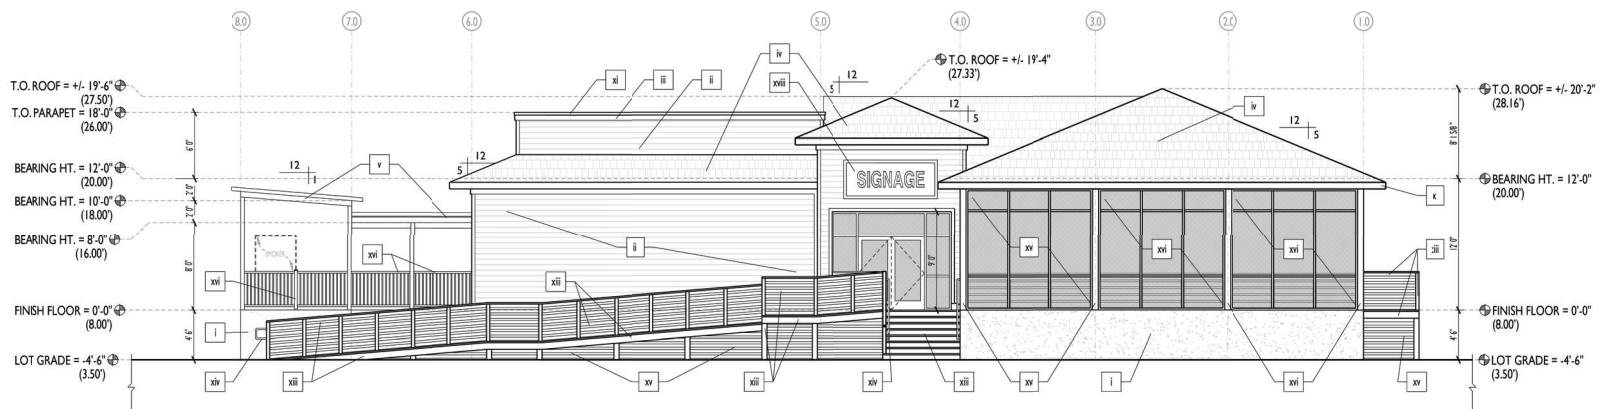 8.0
7.0
6.0
5.0
4.0
3.0
2.0
1.0
T.O. ROOF = +/- 19'-6"
(27.50')
T.O. PARAPET = 18'-0"
(26.00')
BEARING HT. = 12'-0"
(20.00')
BEARING HT. = 10'-0"
(18.00')
BEARING HT. = 8'-0"
(16.00')
FINISH FLOOR = 0'-0"
(8.00')
LOT GRADE = -4'-6"
(3.50')
6'.0"
2'.0"
2'.0"
8'.0"
4'.6"
12
1
v
12
5
xi
iii
ii
iv
xviii
12
5
T.O. ROOF = +/- 19'-4"
(27.33')
12
5
iv
12
5
SIGNAGE
SMOKER
xvi
xvi
ii
xiii
9'.0"
xv
xvi
xvi
x
i
xiv
xiii
xv
xiii
xiv
xiii
xv
i
xvi
xv
T.O. ROOF = +/- 20'-2"
(28.16')
BEARING HT. = 12'-0"
(20.00')
12'.0"
FINISH FLOOR = 0'-0"
(8.00')
4'.6"
LOT GRADE = -4'-6"
(3.50')